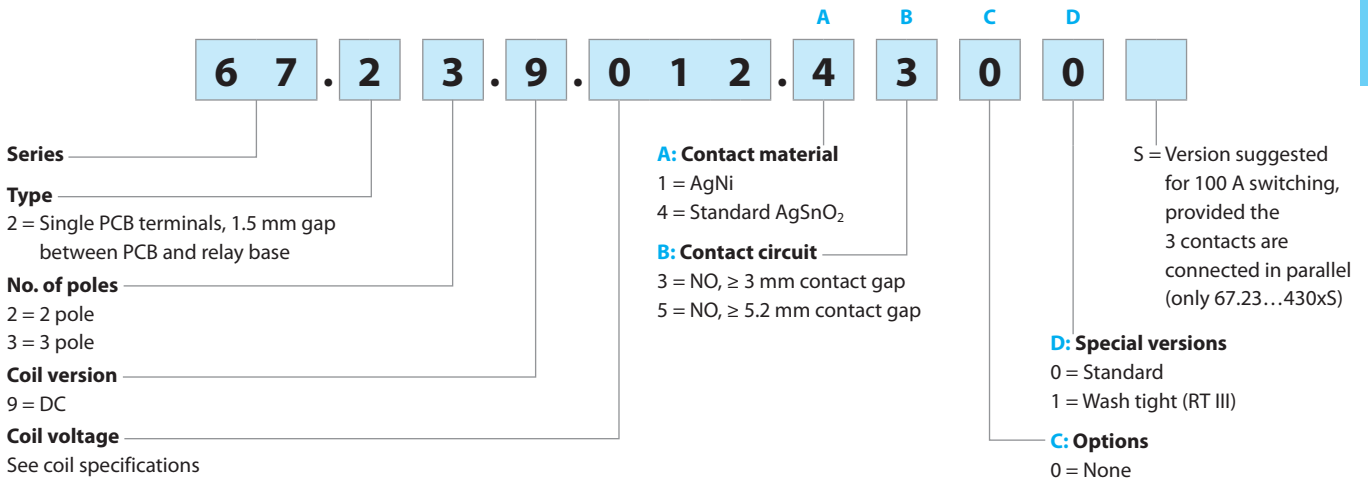 A B C D
6 7 . 2 3 . 9 . 0 1 2 . 4 3 0 0
Series
Type
2 = Single PCB terminals, 1.5 mm gap
between PCB and relay base
No. of poles
2 = 2 pole
3 = 3 pole
Coil version
9 = DC
Coil voltage
See coil specifications
A: Contact material
1 = AgNi
4 = Standard AgSnO₂
B: Contact circuit
3 = NO, ≥ 3 mm contact gap
5 = NO, ≥ 5.2 mm contact gap
S = Version suggested
for 100 A switching,
provided the
3 contacts are
connected in parallel
(only 67.23…430xS)
D: Special versions
0 = Standard
1 = Wash tight (RT III)
C: Options
0 = None